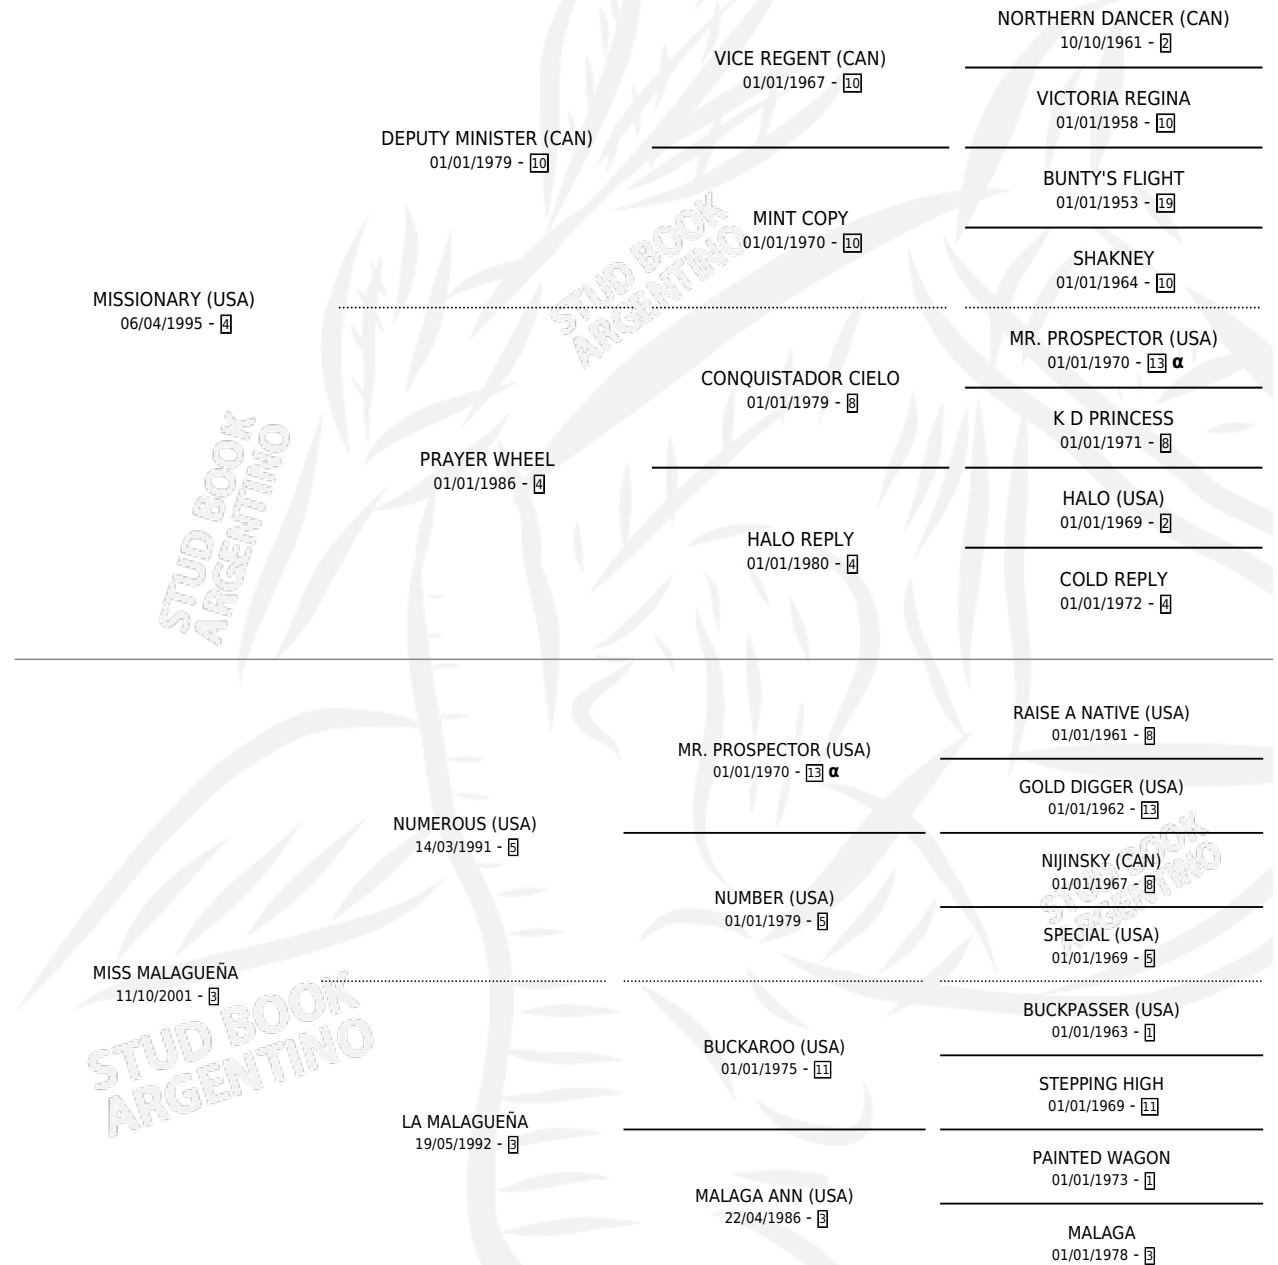 NORTHERN DANCER (CAN)
10/10/1961 - 2
VICE REGENT (CAN)
01/01/1967 - 10
VICTORIA REGINA
01/01/1958 - 10
DEPUTY MINISTER (CAN)
01/01/1979 - 10
BUNTY'S FLIGHT
01/01/1953 - 19
MINT COPY
01/01/1970 - 10
SHAKNEY
01/01/1964 - 10
MISSIONARY (USA)
06/04/1995 - 4
MR. PROSPECTOR (USA)
01/01/1970 - 13 α
CONQUISTADOR CIELO
01/01/1979 - 8
K D PRINCESS
01/01/1971 - 8
PRAYER WHEEL
01/01/1986 - 4
HALO (USA)
01/01/1969 - 2
HALO REPLY
01/01/1980 - 4
COLD REPLY
01/01/1972 - 4
RAISE A NATIVE (USA)
01/01/1961 - 8
MR. PROSPECTOR (USA)
01/01/1970 - 13 α
GOLD DIGGER (USA)
01/01/1962 - 13
NUMEROUS (USA)
14/03/1991 - 5
NIJINSKY (CAN)
01/01/1967 - 8
NUMBER (USA)
01/01/1979 - 5
SPECIAL (USA)
01/01/1969 - 5
MISS MALAGUEÑA
11/10/2001 - 3
BUCKPASSER (USA)
01/01/1963 - 1
BUCKAROO (USA)
01/01/1975 - 11
STEPPING HIGH
01/01/1969 - 11
LA MALAGUEÑA
19/05/1992 - 3
PAINTED WAGON
01/01/1973 - 1
MALAGA ANN (USA)
22/04/1986 - 3
MALAGA
01/01/1978 - 3
STUD BOOK
ARGENTINO
STUD BOOK
ARGENTINO
STUD BOOK
ARGENTINO
STUD BOOK
ARGENTINO